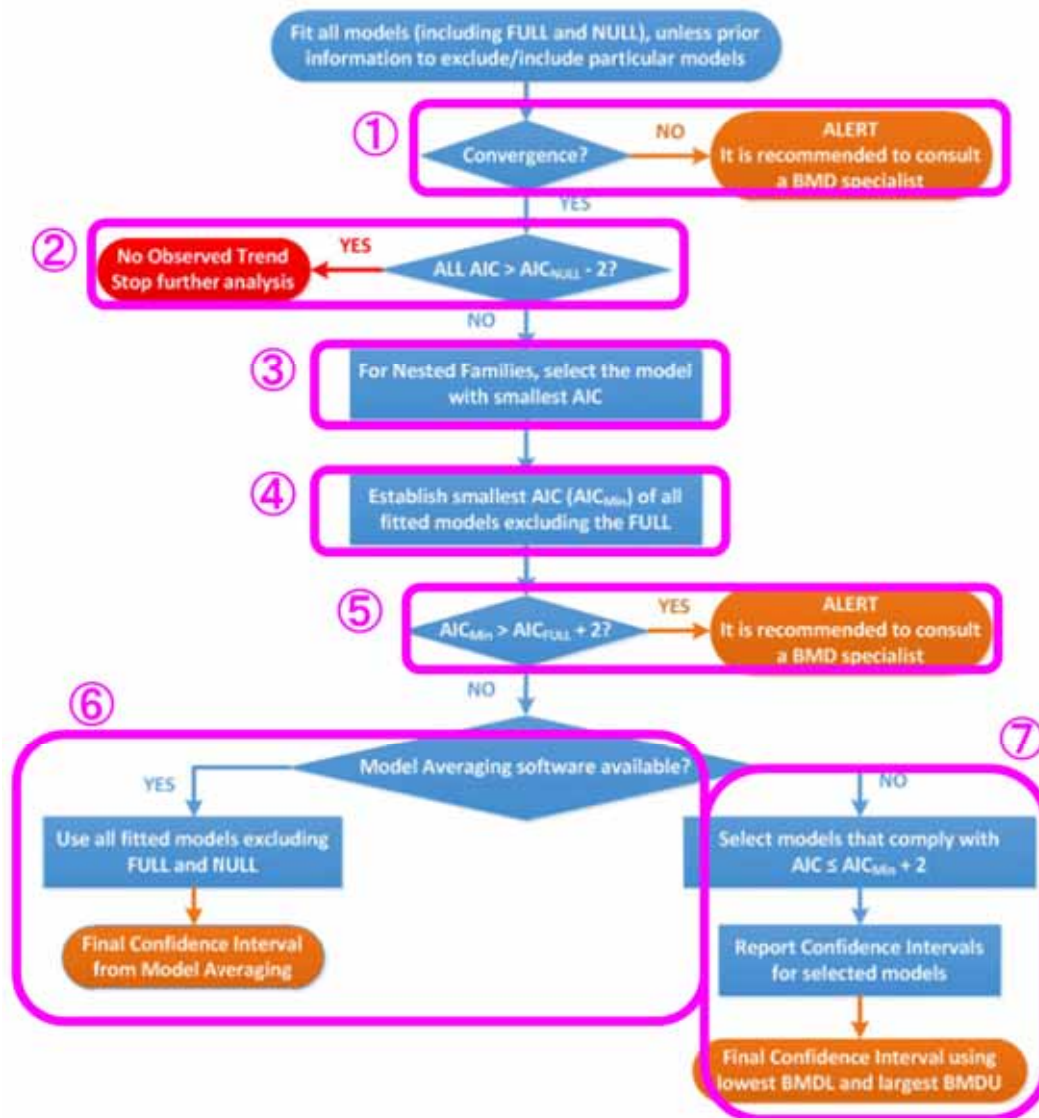 Fit all models (including FULL and NULL), unless prior
information to exclude/include particular models
①
Convergence?
NO
ALERT
It is recommended to consult
a BMD specialist
YES
②
No Observed Trend
Stop further analysis
YES
ALL AIC > AIC_NULL - 2?
NO
③
For Nested Families, select the model
with smallest AIC
④
Establish smallest AIC (AIC_Min) of all
fitted models excluding the FULL
⑤
AIC_Min > AIC_FULL + 2?
YES
ALERT
It is recommended to consult
a BMD specialist
NO
⑥
Model Averaging software available?
YES
Use all fitted models excluding
FULL and NULL
Final Confidence Interval
from Model Averaging
⑦
NO
Select models that comply with
AIC ≤ AIC_Min + 2
Report Confidence Intervals
for selected models
Final Confidence Interval using
lowest BMDL and largest BMDU